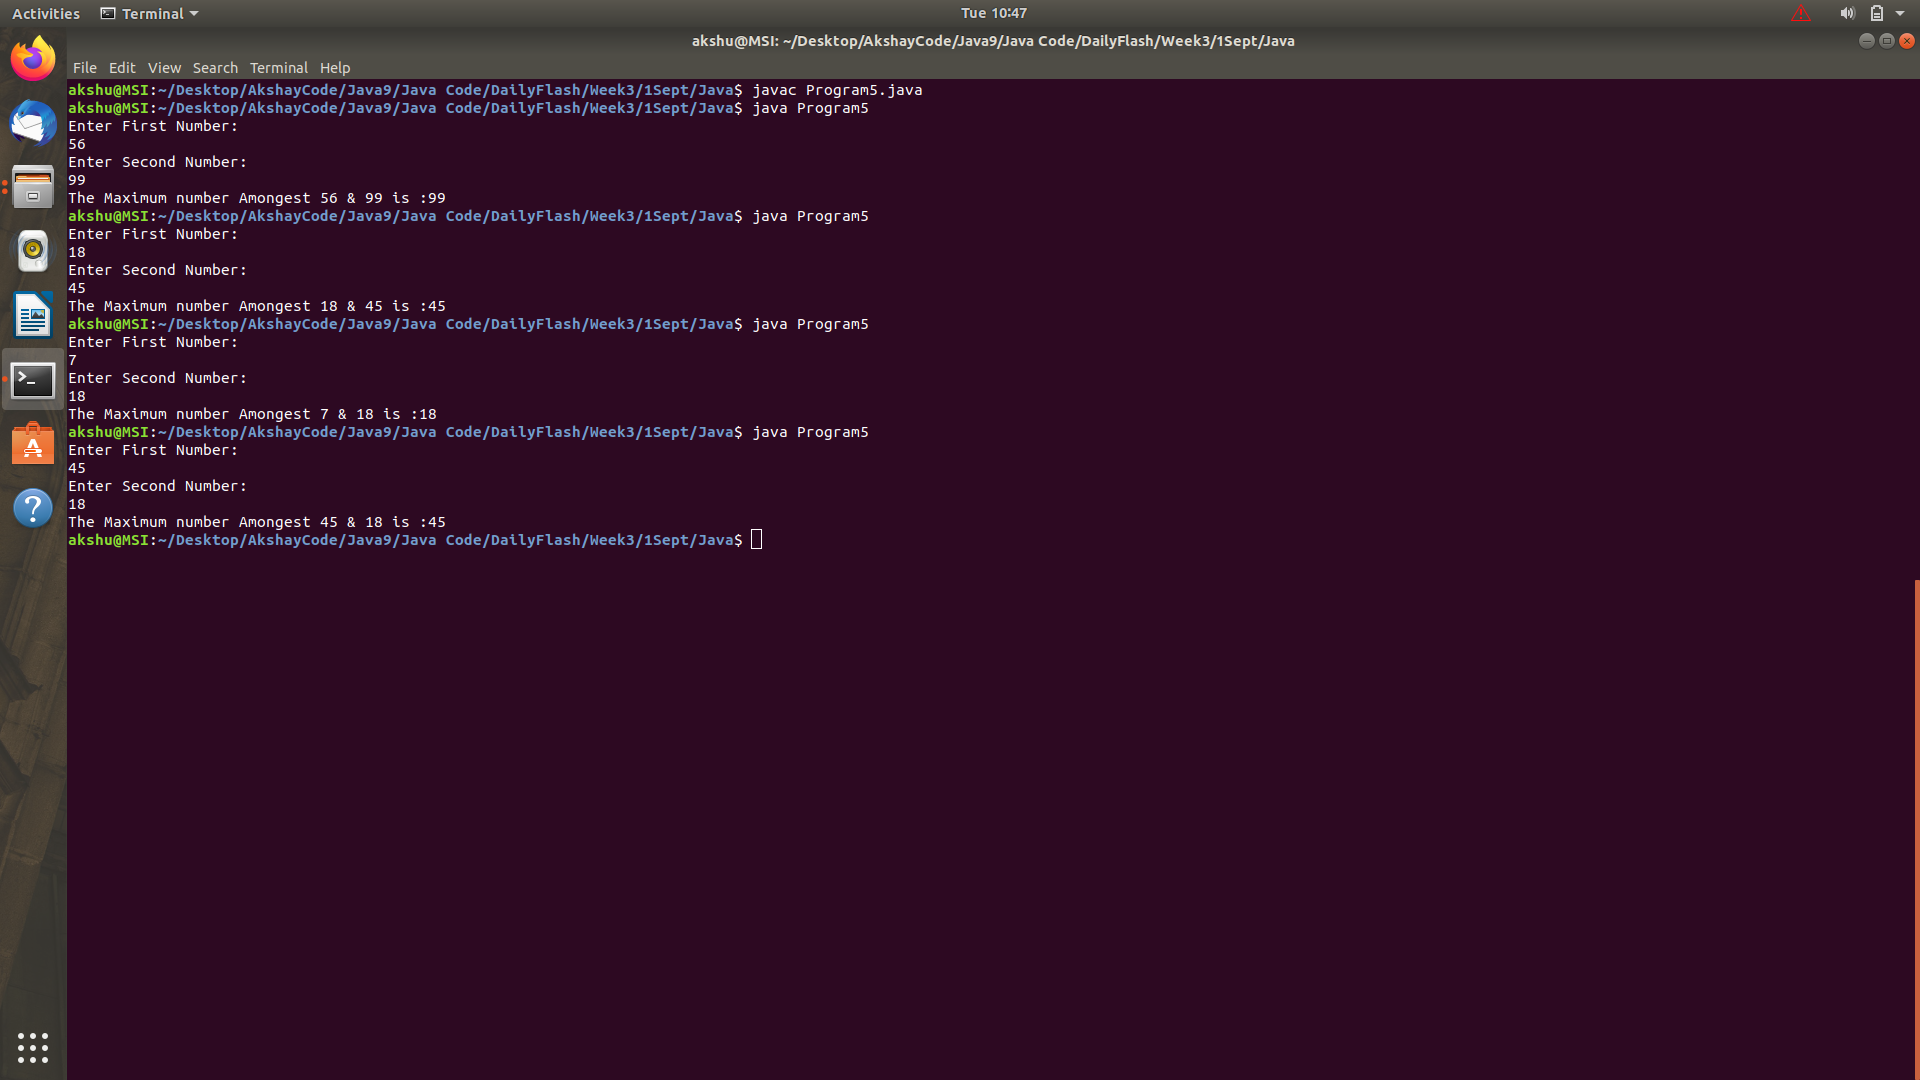 Activities Terminal Tue 10:47
akshu@MSI: ~/Desktop/AkshayCode/Java9/Java Code/DailyFlash/Week3/1Sept/Java
File Edit View Search Terminal Help
akshu@MSI:~/Desktop/AkshayCode/Java9/Java Code/DailyFlash/Week3/1Sept/Java$ javac Program5.java
akshu@MSI:~/Desktop/AkshayCode/Java9/Java Code/DailyFlash/Week3/1Sept/Java$ java Program5
Enter First Number:
56
Enter Second Number:
99
The Maximum number Amongest 56 & 99 is :99
akshu@MSI:~/Desktop/AkshayCode/Java9/Java Code/DailyFlash/Week3/1Sept/Java$ java Program5
Enter First Number:
18
Enter Second Number:
45
The Maximum number Amongest 18 & 45 is :45
akshu@MSI:~/Desktop/AkshayCode/Java9/Java Code/DailyFlash/Week3/1Sept/Java$ java Program5
Enter First Number:
7
Enter Second Number:
18
The Maximum number Amongest 7 & 18 is :18
akshu@MSI:~/Desktop/AkshayCode/Java9/Java Code/DailyFlash/Week3/1Sept/Java$ java Program5
Enter First Number:
45
Enter Second Number:
18
The Maximum number Amongest 45 & 18 is :45
akshu@MSI:~/Desktop/AkshayCode/Java9/Java Code/DailyFlash/Week3/1Sept/Java$